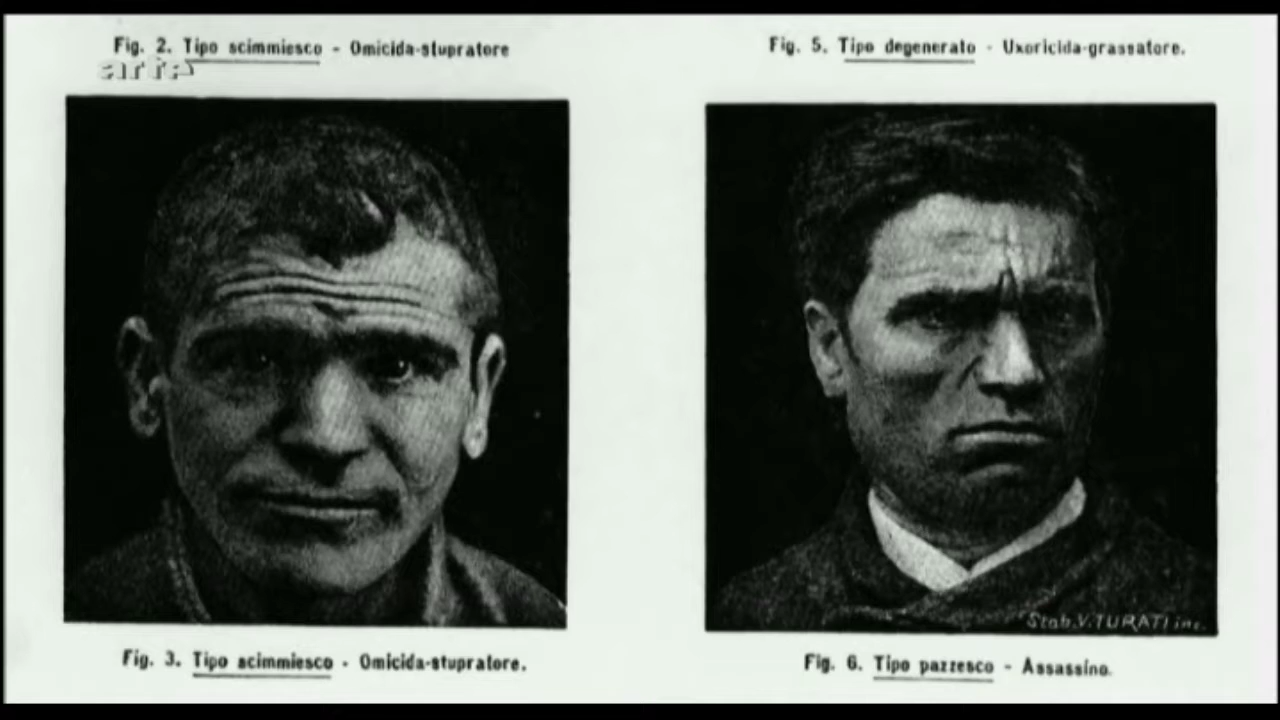 Fig. 2. Tipo scimmiesco - Omicida-stupratore
arte
Fig. 5. Tipo degenerato - Uxoricida-grassatore.
Stab. V. TURATI inc.
Fig. 3. Tipo scimmiesco - Omicida-stupratore.
Fig. 6. Tipo pazzesco - Assassino.